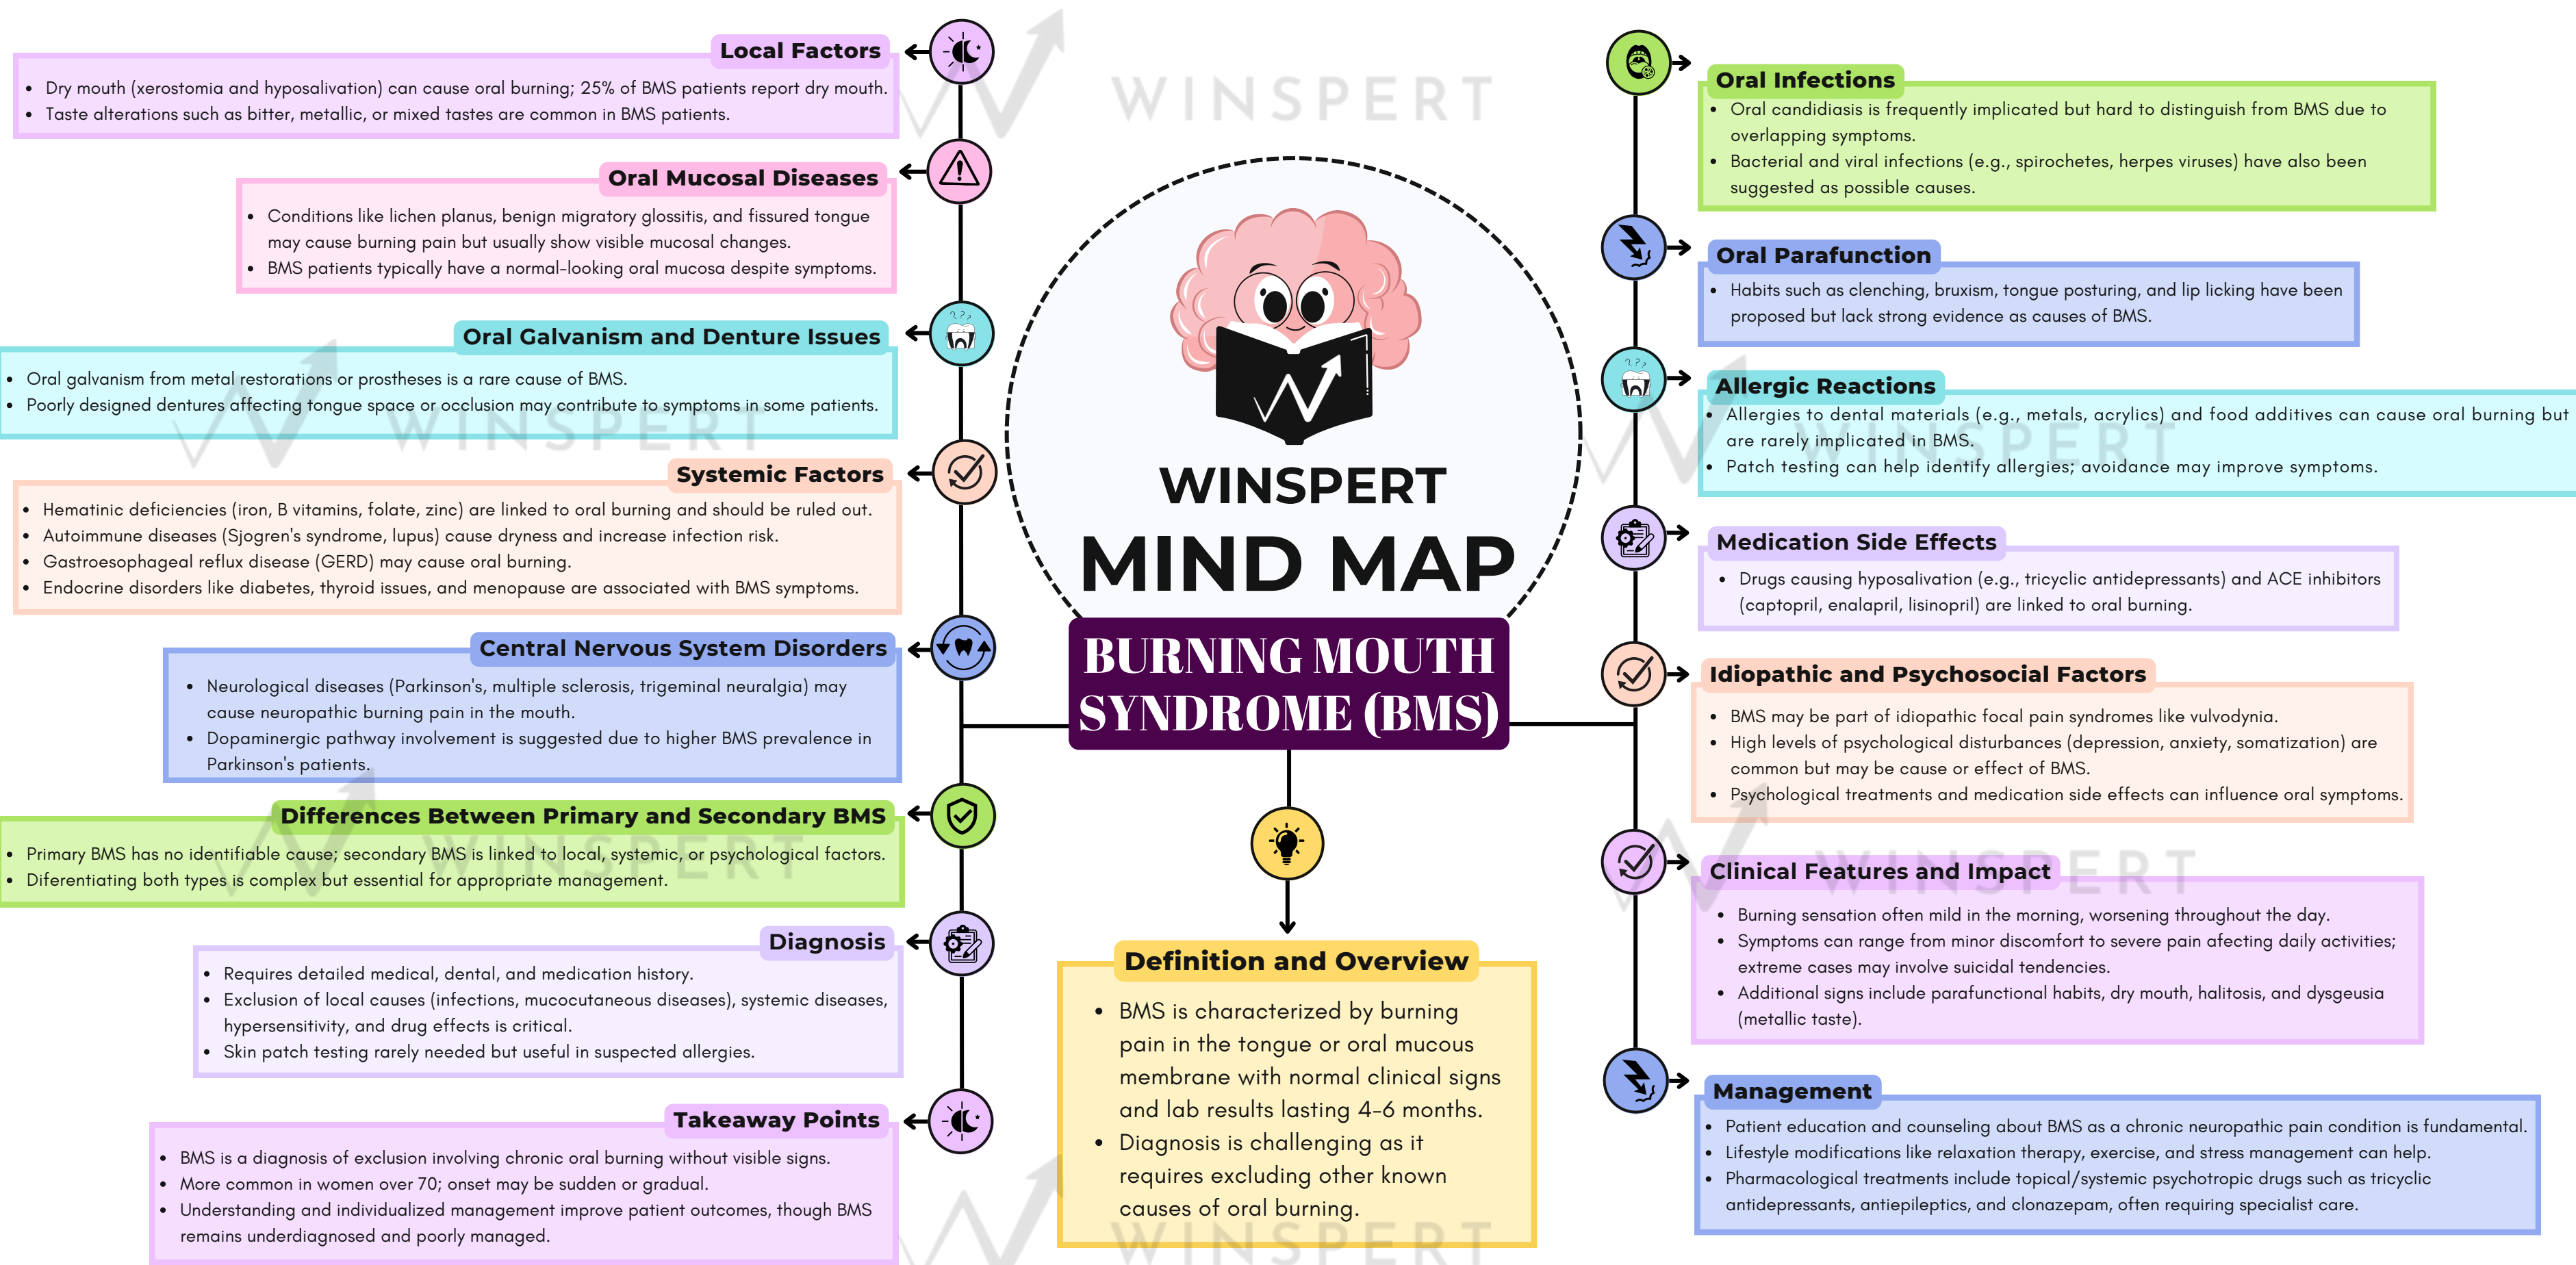 WINSPERT
MIND MAP
BURNING MOUTH
SYNDROME (BMS)
Definition and Overview
• BMS is characterized by burning
pain in the tongue or oral mucous
membrane with normal clinical signs
and lab results lasting 4-6 months.
• Diagnosis is challenging as it
requires excluding other known
causes of oral burning.
Local Factors
• Dry mouth (xerostomia and hyposalivation) can cause oral burning; 25% of BMS patients report dry mouth.
• Taste alterations such as bitter, metallic, or mixed tastes are common in BMS patients.
Oral Mucosal Diseases
• Conditions like lichen planus, benign migratory glossitis, and fissured tongue
may cause burning pain but usually show visible mucosal changes.
• BMS patients typically have a normal-looking oral mucosa despite symptoms.
Oral Galvanism and Denture Issues
• Oral galvanism from metal restorations or prostheses is a rare cause of BMS.
• Poorly designed dentures affecting tongue space or occlusion may contribute to symptoms in some patients.
Systemic Factors
• Hematinic deficiencies (iron, B vitamins, folate, zinc) are linked to oral burning and should be ruled out.
• Autoimmune diseases (Sjogren's syndrome, lupus) cause dryness and increase infection risk.
• Gastroesophageal reflux disease (GERD) may cause oral burning.
• Endocrine disorders like diabetes, thyroid issues, and menopause are associated with BMS symptoms.
Central Nervous System Disorders
• Neurological diseases (Parkinson's, multiple sclerosis, trigeminal neuralgia) may
cause neuropathic burning pain in the mouth.
• Dopaminergic pathway involvement is suggested due to higher BMS prevalence in
Parkinson's patients.
Differences Between Primary and Secondary BMS
• Primary BMS has no identifiable cause; secondary BMS is linked to local, systemic, or psychological factors.
• Diferentiating both types is complex but essential for appropriate management.
Diagnosis
• Requires detailed medical, dental, and medication history.
• Exclusion of local causes (infections, mucocutaneous diseases), systemic diseases,
hypersensitivity, and drug effects is critical.
• Skin patch testing rarely needed but useful in suspected allergies.
Takeaway Points
• BMS is a diagnosis of exclusion involving chronic oral burning without visible signs.
• More common in women over 70; onset may be sudden or gradual.
• Understanding and individualized management improve patient outcomes, though BMS
remains underdiagnosed and poorly managed.
Oral Infections
• Oral candidiasis is frequently implicated but hard to distinguish from BMS due to
overlapping symptoms.
• Bacterial and viral infections (e.g., spirochetes, herpes viruses) have also been
suggested as possible causes.
Oral Parafunction
• Habits such as clenching, bruxism, tongue posturing, and lip licking have been
proposed but lack strong evidence as causes of BMS.
Allergic Reactions
• Allergies to dental materials (e.g., metals, acrylics) and food additives can cause oral burning but
are rarely implicated in BMS.
• Patch testing can help identify allergies; avoidance may improve symptoms.
Medication Side Effects
• Drugs causing hyposalivation (e.g., tricyclic antidepressants) and ACE inhibitors
(captopril, enalapril, lisinopril) are linked to oral burning.
Idiopathic and Psychosocial Factors
• BMS may be part of idiopathic focal pain syndromes like vulvodynia.
• High levels of psychological disturbances (depression, anxiety, somatization) are
common but may be cause or effect of BMS.
• Psychological treatments and medication side effects can influence oral symptoms.
Clinical Features and Impact
• Burning sensation often mild in the morning, worsening throughout the day.
• Symptoms can range from minor discomfort to severe pain afecting daily activities;
extreme cases may involve suicidal tendencies.
• Additional signs include parafunctional habits, dry mouth, halitosis, and dysgeusia
(metallic taste).
Management
• Patient education and counseling about BMS as a chronic neuropathic pain condition is fundamental.
• Lifestyle modifications like relaxation therapy, exercise, and stress management can help.
• Pharmacological treatments include topical/systemic psychotropic drugs such as tricyclic
antidepressants, antiepileptics, and clonazepam, often requiring specialist care.
WINSPERT
WINSPERT
WINSPERT
WINSPERT
WINSPERT
WINSPERT